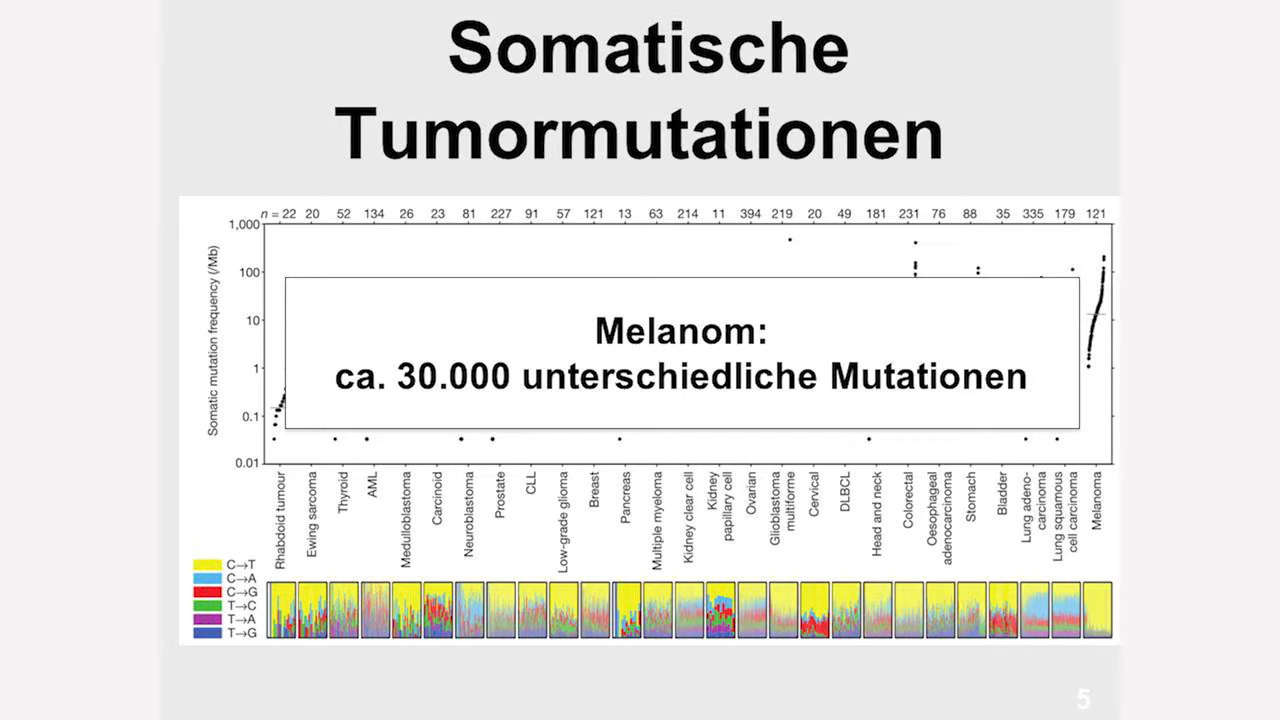 Somatische
Tumormutationen
n = 22 20 52 134 26 23 81 227 91 57 121 13 63 214 11 394 219 20 49 181 231 76 88 35 335 179 121
Somatic mutation frequency (/Mb)
1,000
100
10
1
0.1
0.01
Melanom:
ca. 30.000 unterschiedliche Mutationen
Rhabdoid tumour
Ewing sarcoma
Thyroid
AML
Medulloblastoma
Carcinoid
Neuroblastoma
Prostate
CLL
Low-grade glioma
Breast
Pancreas
Multiple myeloma
Kidney clear cell
Kidney
papillary cell
Ovarian
Glioblastoma
multiforme
Cervical
DLBCL
Head and neck
Colorectal
Oesophageal
adenocarcinoma
Stomach
Bladder
Lung adeno-
carcinoma
Lung squamous
cell carcinoma
Melanoma
C→T
C→A
C→G
T→C
T→A
T→G
5